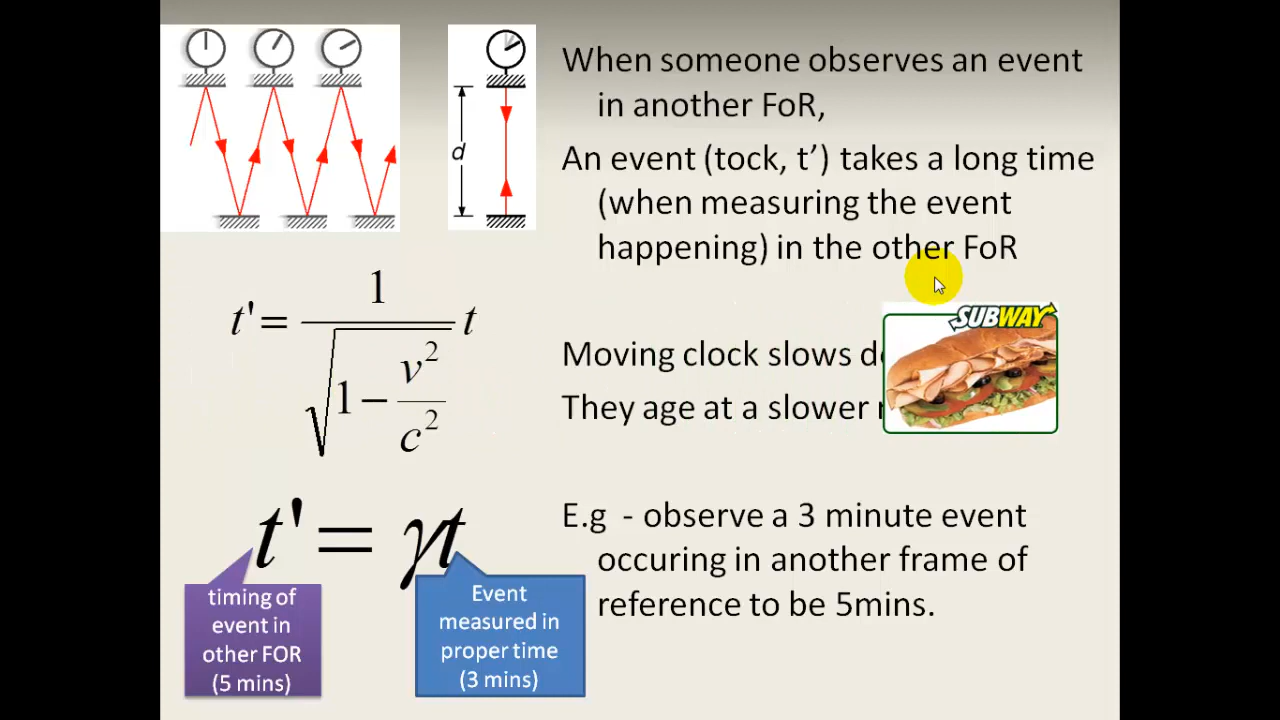 When someone observes an event
in another FoR,
An event (tock, t’) takes a long time
(when measuring the event
happening) in the other FoR
d
t' = 1 / √(1 − v²/c²) t
Moving clock slows
SUBWAY
They age at a slower
t' = γt
timing of
event in
other FOR
(5 mins)
Event
measured in
proper time
(3 mins)
E.g - observe a 3 minute event
occuring in another frame of
reference to be 5mins.